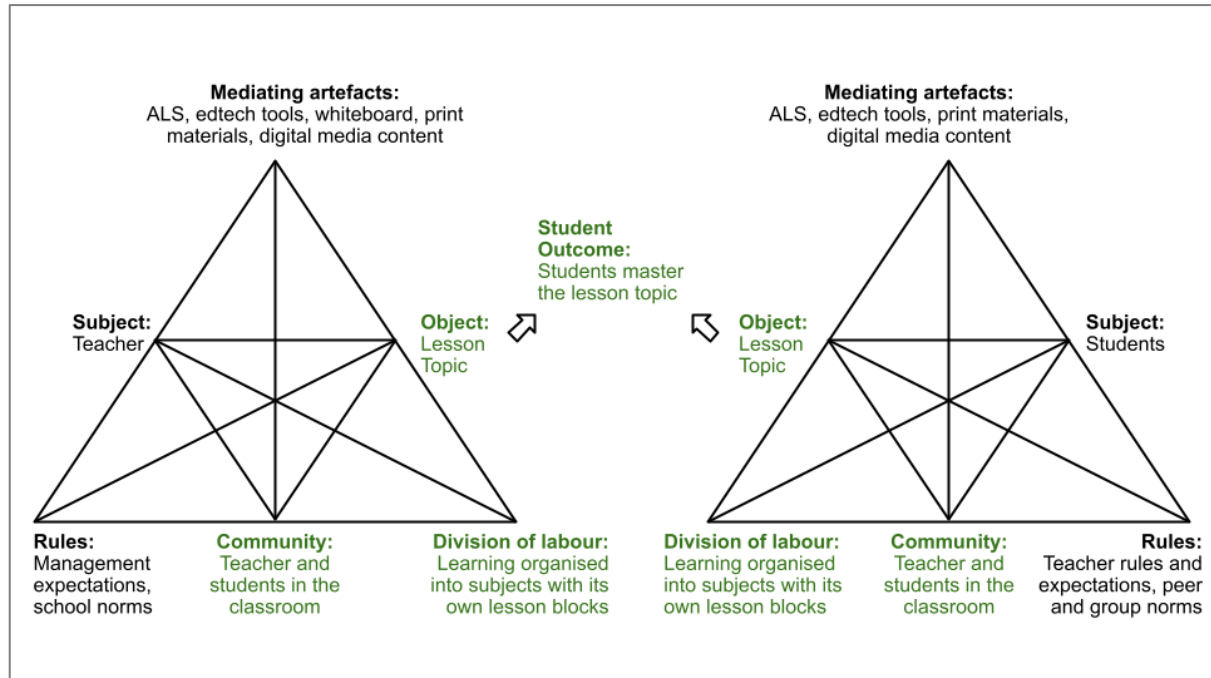 Mediating artefacts:
ALS, edtech tools, whiteboard, print
materials, digital media content
Mediating artefacts:
ALS, edtech tools, print materials,
digital media content
Student
Outcome:
Students master
the lesson topic
Subject:
Teacher
Object:
Lesson
Topic
Object:
Lesson
Topic
Subject:
Students
Rules:
Management
expectations,
school norms
Community:
Teacher and
students in the
classroom
Division of labour:
Learning organised
into subjects with its
own lesson blocks
Division of labour:
Learning organised
into subjects with its
own lesson blocks
Community:
Teacher and
students in the
classroom
Rules:
Teacher rules and
expectations, peer
and group norms